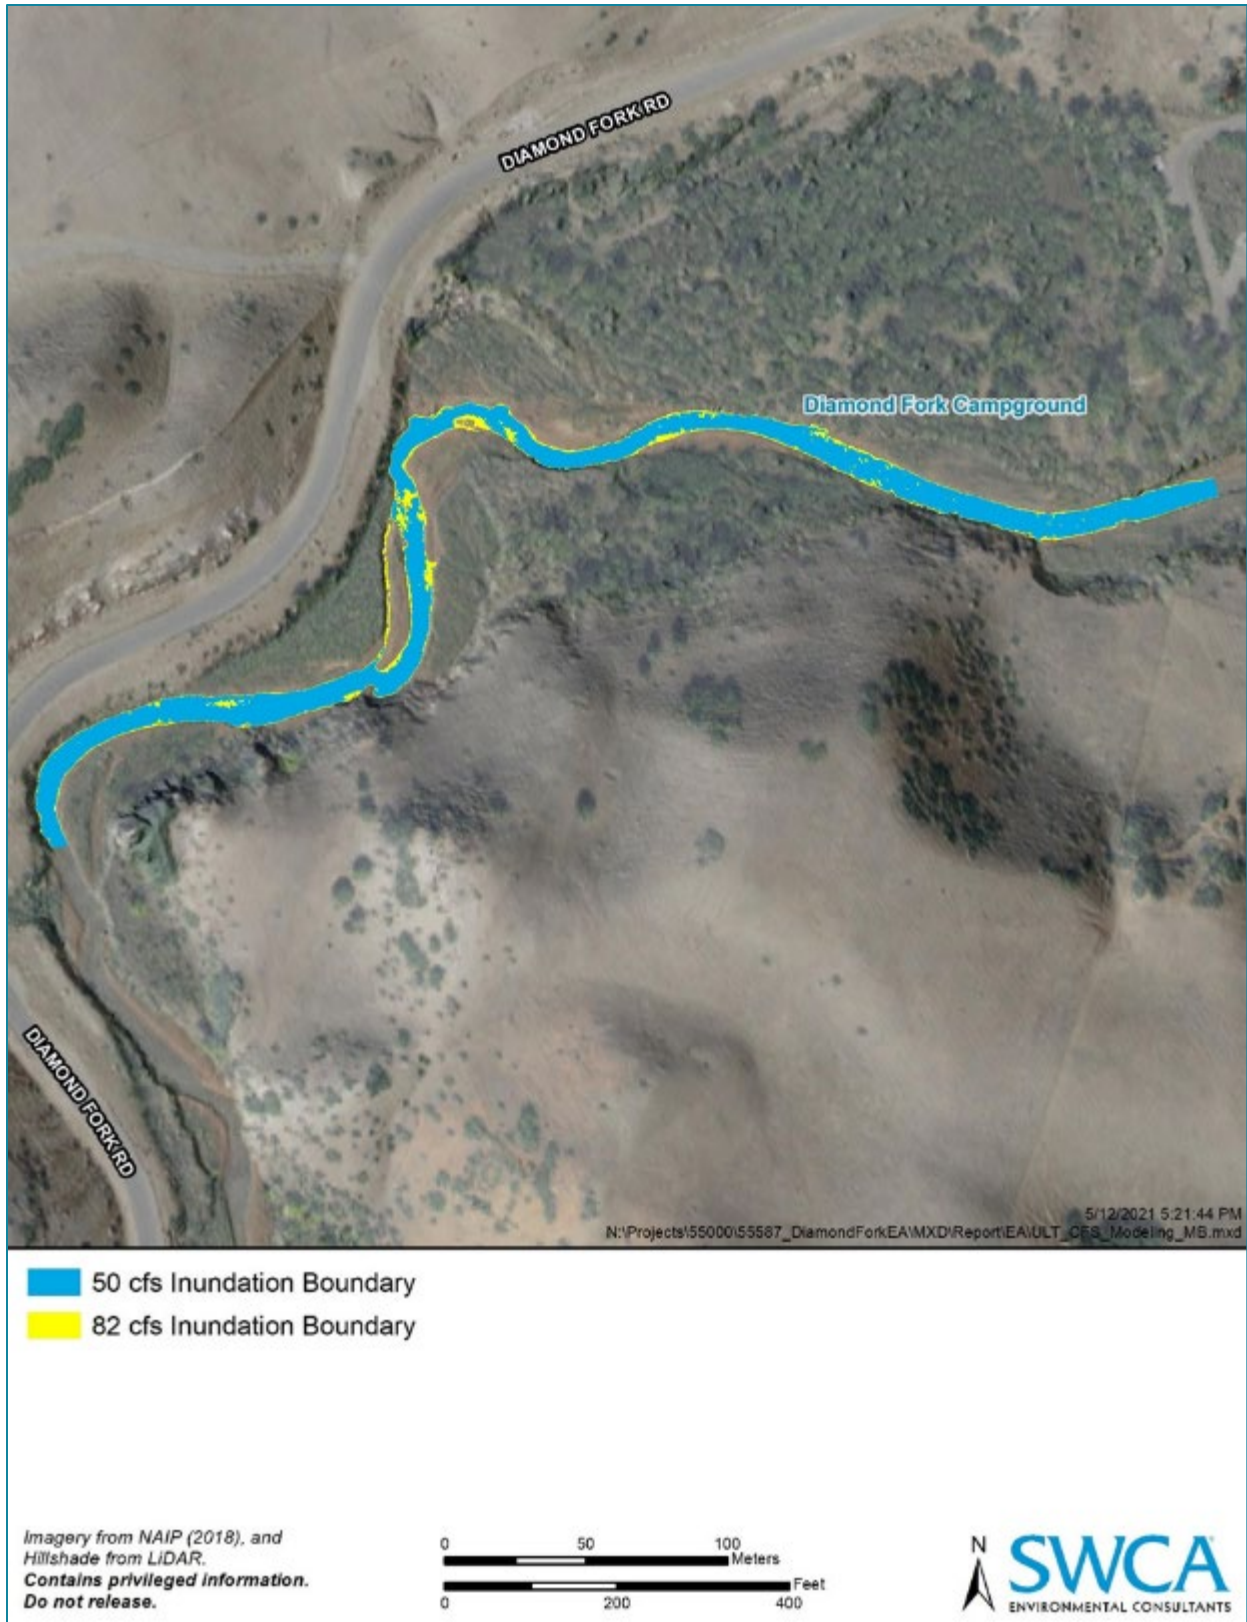 DIAMOND FORK RD
Diamond Fork Campground
DIAMOND FORK RD
5/12/2021 5:21:44 PM
N:\Projects\55000\55587_DiamondForkEA\MXD\Report\EA\ULT_CFS_Modeling_MB.mxd
50 cfs Inundation Boundary
82 cfs Inundation Boundary
Imagery from NAIP (2018), and
Hillshade from LiDAR.
Contains privileged information.
Do not release.
0 50 100
Meters
Feet
0 200 400
N
SWCA
ENVIRONMENTAL CONSULTANTS